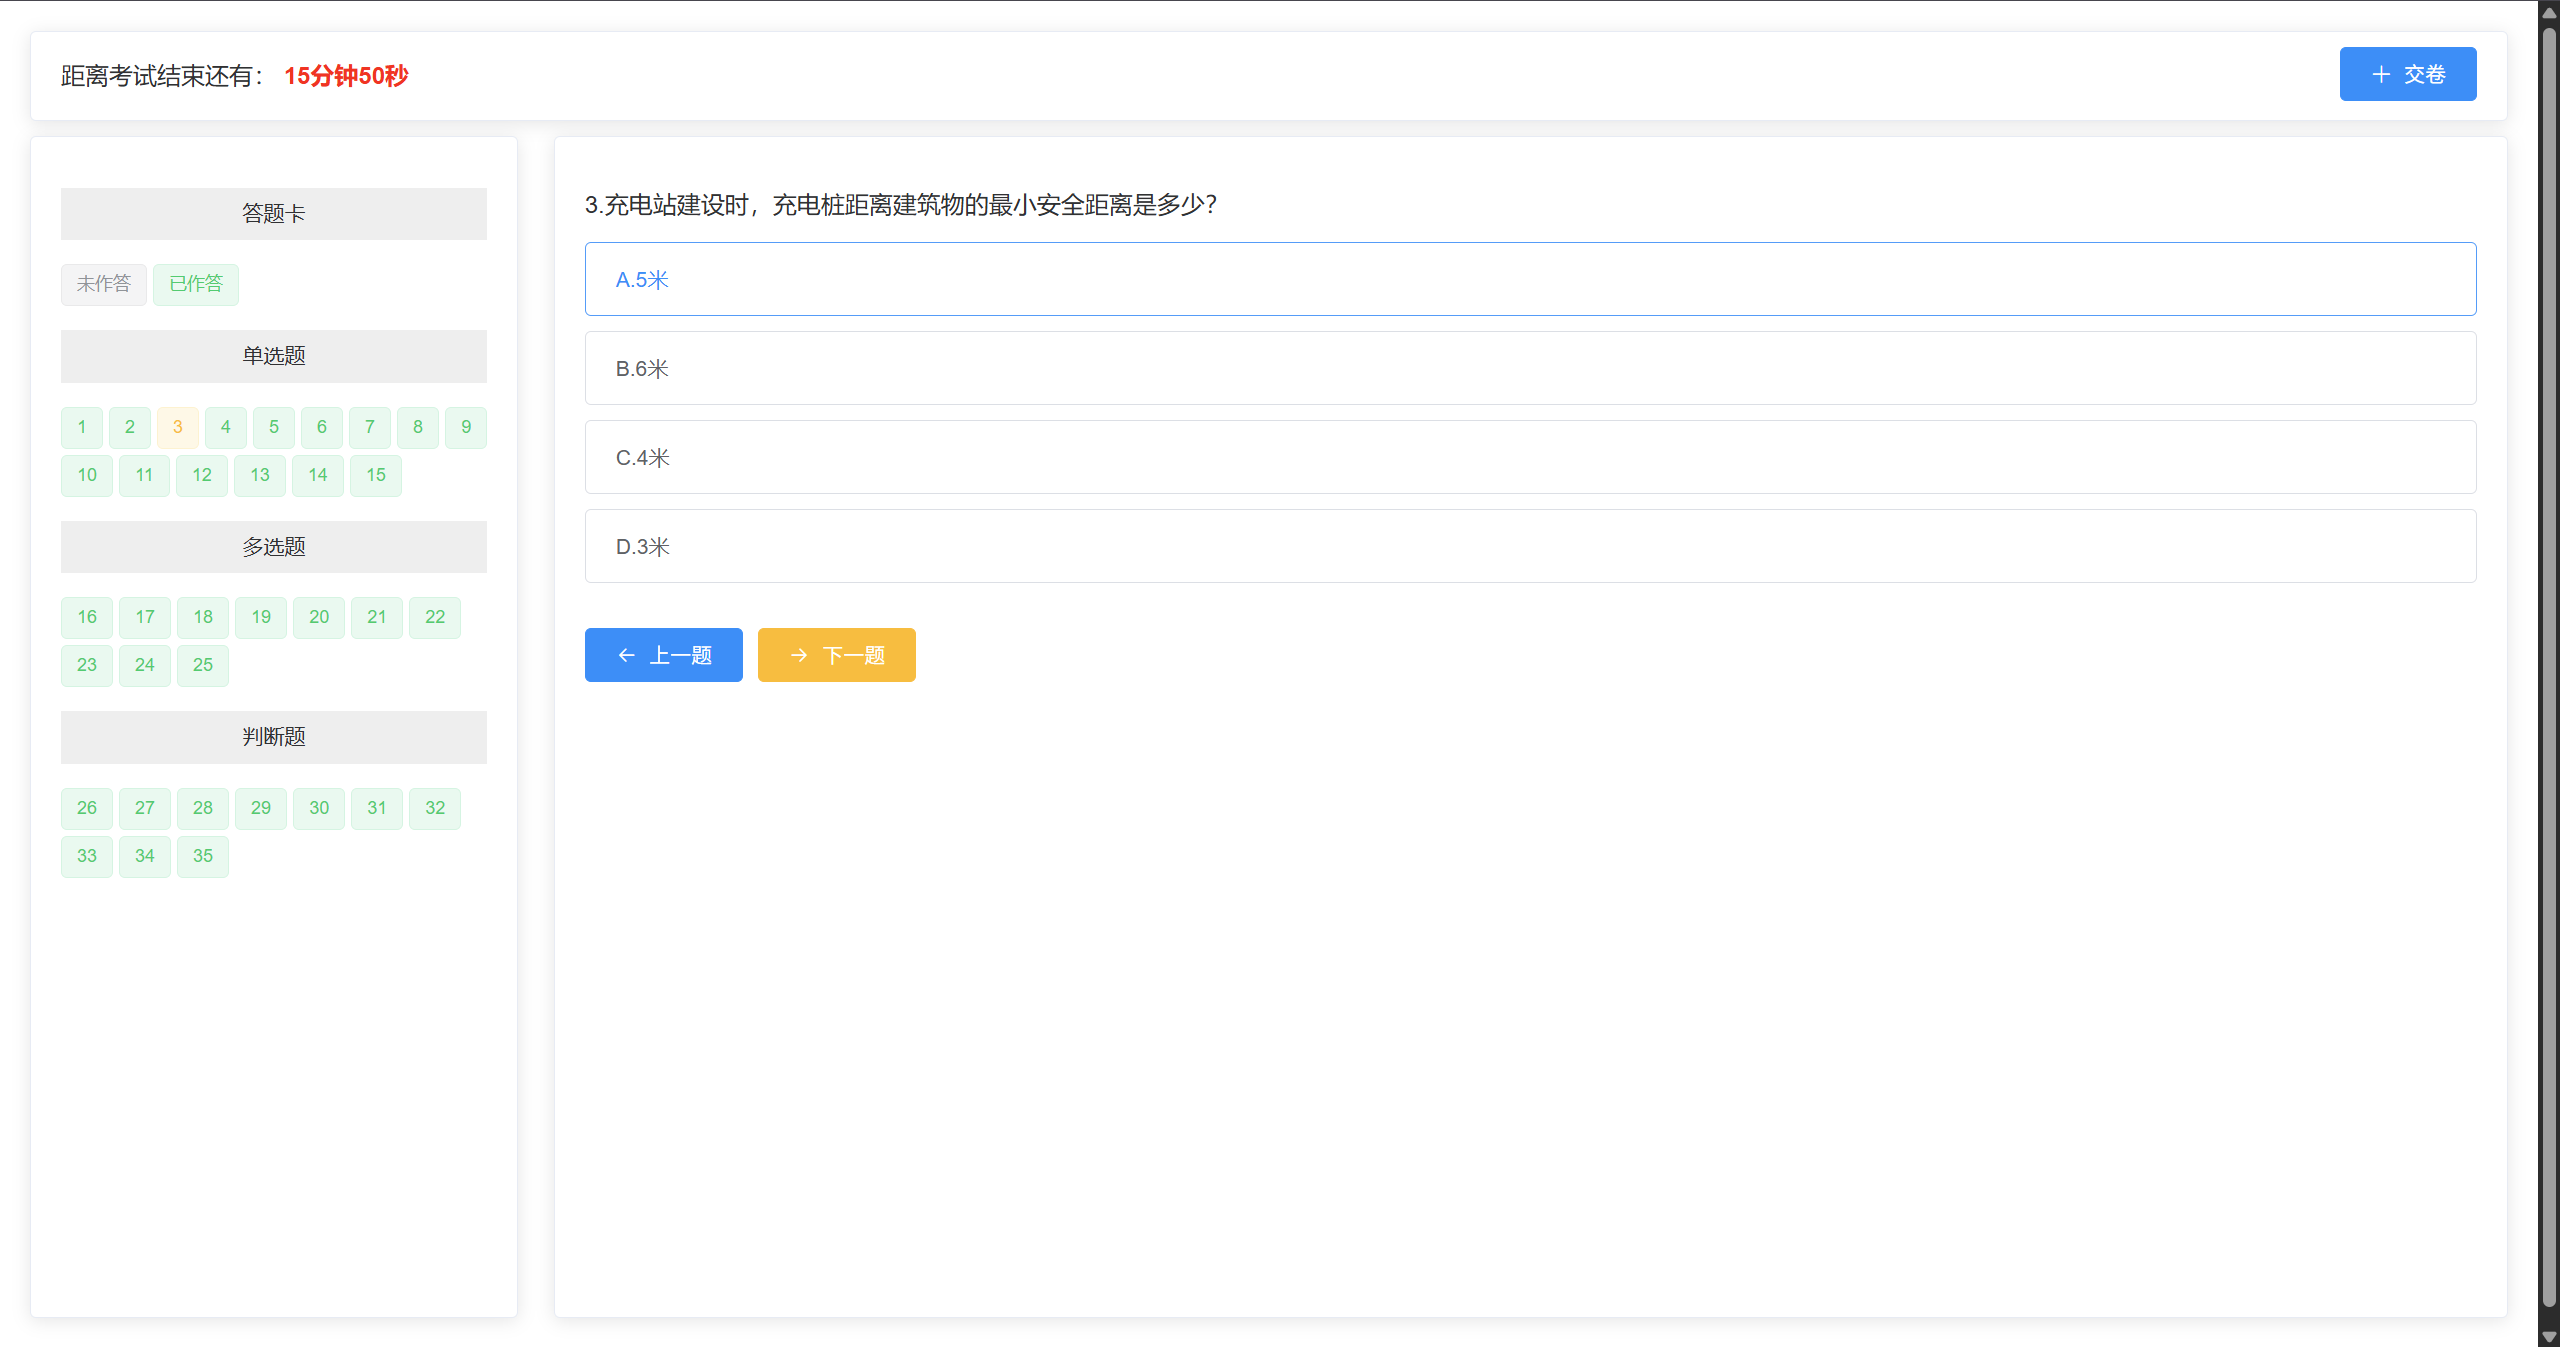 距离考试结束还有： 15分钟50秒
交卷
答题卡
未作答 已作答
单选题
1 2 3 4 5 6 7 8 9
10 11 12 13 14 15
多选题
16 17 18 19 20 21 22
23 24 25
判断题
26 27 28 29 30 31 32
33 34 35
3.充电站建设时，充电桩距离建筑物的最小安全距离是多少？
A.5米
B.6米
C.4米
D.3米
上一题 下一题